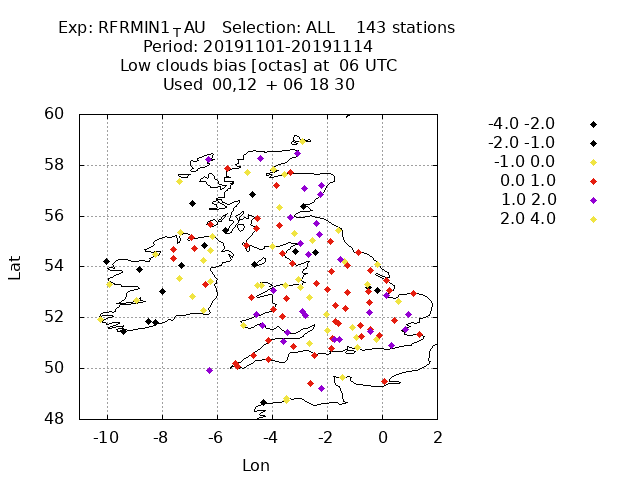 Exp: RFRMIN1TAU Selection: ALL 143 stations
Period: 20191101-20191114
Low clouds bias [octas] at 06 UTC
Used 00,12 + 06 18 30
-4.0 -2.0
-2.0 -1.0
-1.0 0.0
0.0 1.0
1.0 2.0
2.0 4.0
60
58
56
54
52
50
48
Lat
-10 -8 -6 -4 -2 0 2
Lon